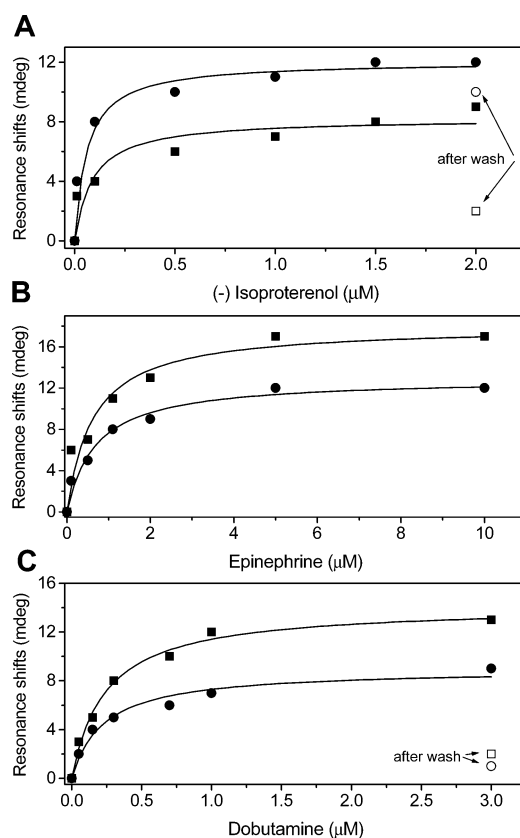 A
Resonance shifts (mdeg)
12
8
4
0
after wash
0.0 0.5 1.0 1.5 2.0
(-) Isoproterenol (μM)
B
Resonance shifts (mdeg)
16
12
8
4
0
0 2 4 6 8 10
Epinephrine (μM)
C
Resonance shifts (mdeg)
16
12
8
4
0
after wash
0.0 0.5 1.0 1.5 2.0 2.5 3.0
Dobutamine (μM)